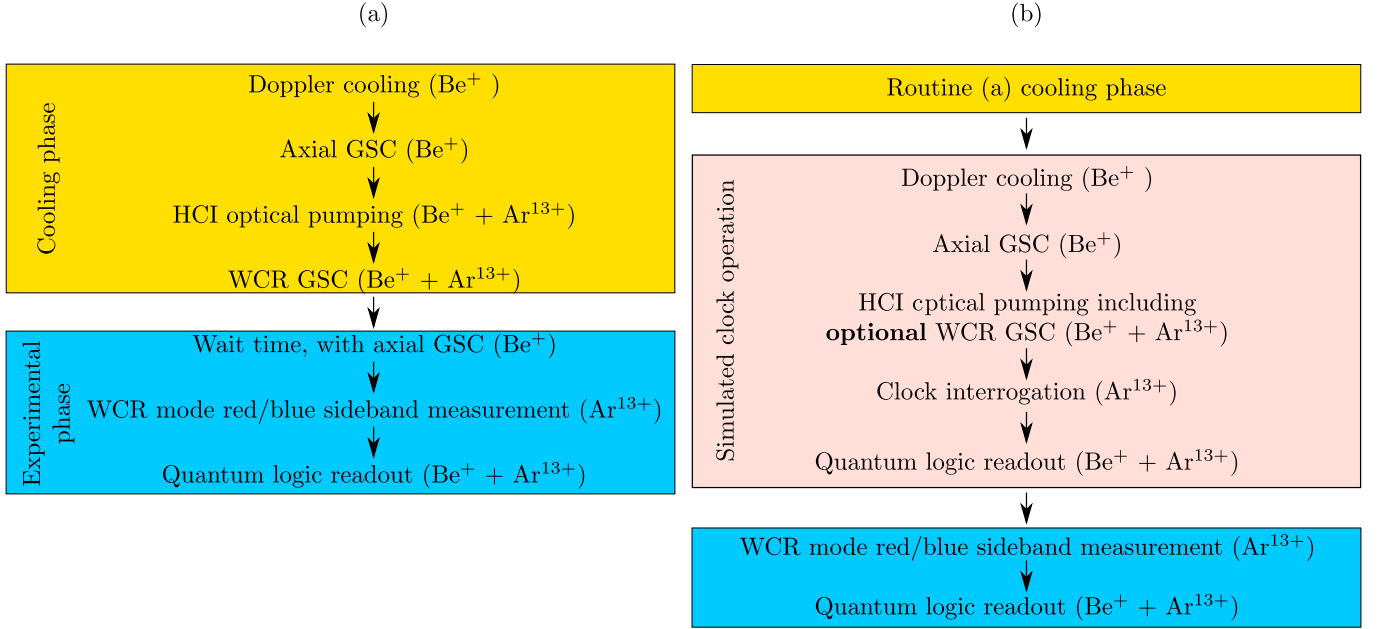 (a)
Cooling phase
Doppler cooling (Be⁺ )
Axial GSC (Be⁺)
HCI optical pumping (Be⁺ + Ar¹³⁺)
WCR GSC (Be⁺ + Ar¹³⁺)
Experimental
phase
Wait time, with axial GSC (Be⁺)
WCR mode red/blue sideband measurement (Ar¹³⁺)
Quantum logic readout (Be⁺ + Ar¹³⁺)
(b)
Routine (a) cooling phase
Simulated clock operation
Doppler cooling (Be⁺ )
Axial GSC (Be⁺)
HCI cptical pumping including
optional WCR GSC (Be⁺ + Ar¹³⁺)
Clock interrogation (Ar¹³⁺)
Quantum logic readout (Be⁺ + Ar¹³⁺)
WCR mode red/blue sideband measurement (Ar¹³⁺)
Quantum logic readout (Be⁺ + Ar¹³⁺)